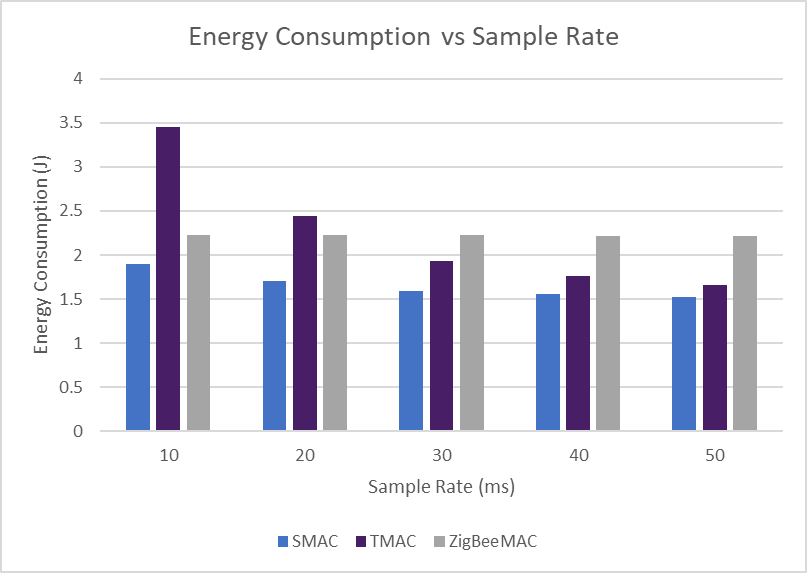 Energy Consumption vs Sample Rate
4
3.5
3
2.5
2
1.5
1
0.5
0
Energy Consumption (J)
10 20 30 40 50
Sample Rate (ms)
SMAC TMAC ZigBeeMAC